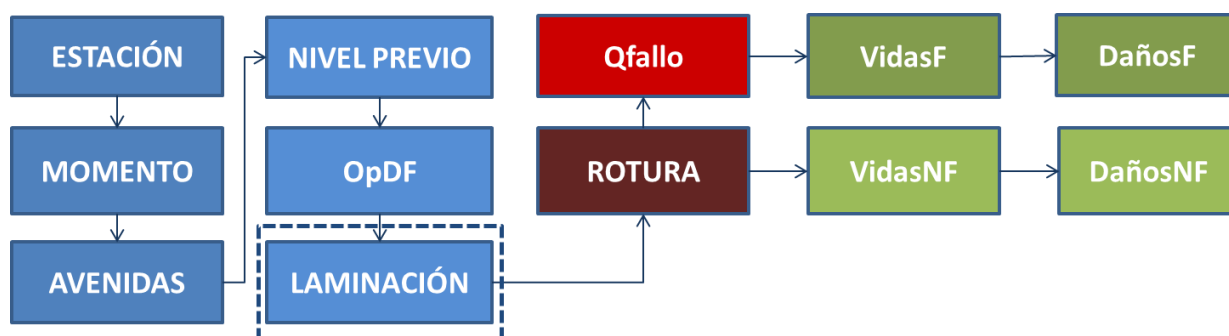 ESTACIÓN
MOMENTO
AVENIDAS
NIVEL PREVIO
OpDF
LAMINACIÓN
ROTURA
Qfallo
VidasF
DañosF
VidasNF
DañosNF